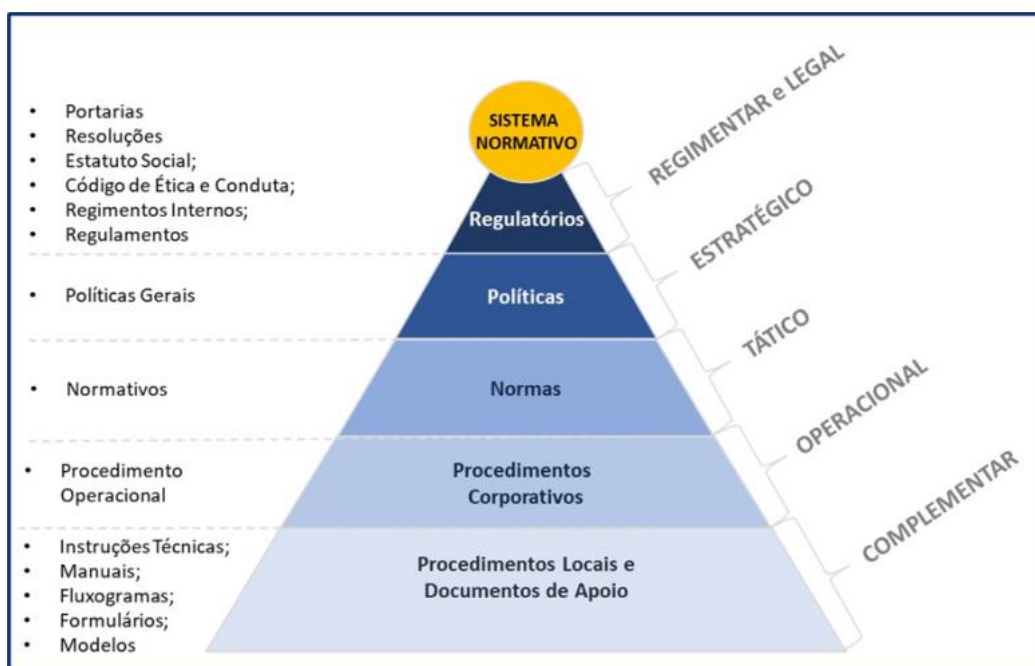 SISTEMA
NORMATIVO
REGIMENTAR e LEGAL
• Portarias
• Resoluções
• Estatuto Social;
• Código de Ética e Conduta;
• Regimentos Internos;
• Regulamentos
Regulatórios
ESTRATÉGICO
• Políticas Gerais
Políticas
TÁTICO
• Normativos
Normas
OPERACIONAL
• Procedimento
Operacional
Procedimentos
Corporativos
COMPLEMENTAR
• Instruções Técnicas;
• Manuais;
• Fluxogramas;
• Formulários;
• Modelos
Procedimentos Locais e
Documentos de Apoio